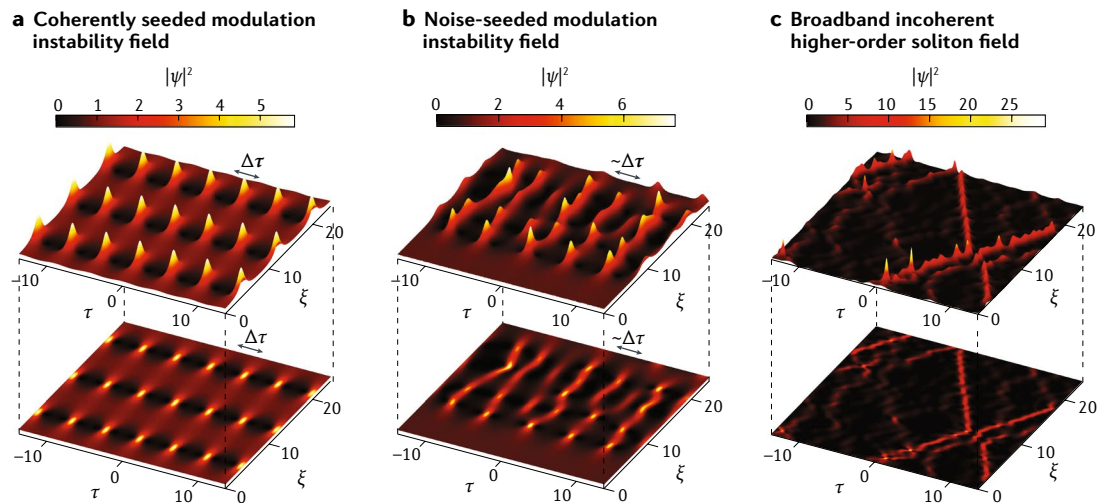 a Coherently seeded modulation
instability field
|ψ|²
0 1 2 3 4 5
Δτ
−10
0
10
τ
0
10
20
ξ
Δτ
−10
0
10
τ
0
10
20
ξ
b Noise-seeded modulation
instability field
|ψ|²
0 2 4 6
~Δτ
−10
0
10
τ
0
10
20
ξ
~Δτ
−10
0
10
τ
0
10
20
ξ
c Broadband incoherent
higher-order soliton field
|ψ|²
0 5 10 15 20 25
−10
0
10
τ
0
10
20
ξ
−10
0
10
τ
0
10
20
ξ